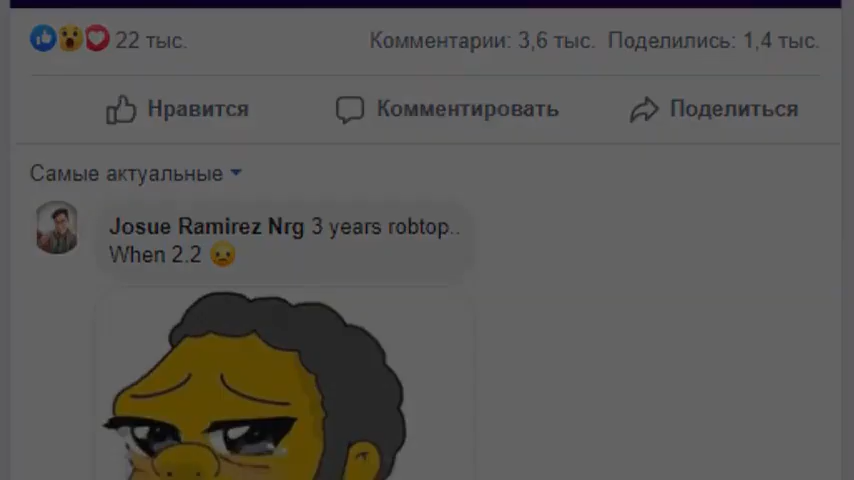 22 тыс. Комментарии: 3,6 тыс. Поделились: 1,4 тыс.
Нравится Комментировать Поделиться
Самые актуальные
Josue Ramirez Nrg 3 years robtop..
When 2.2